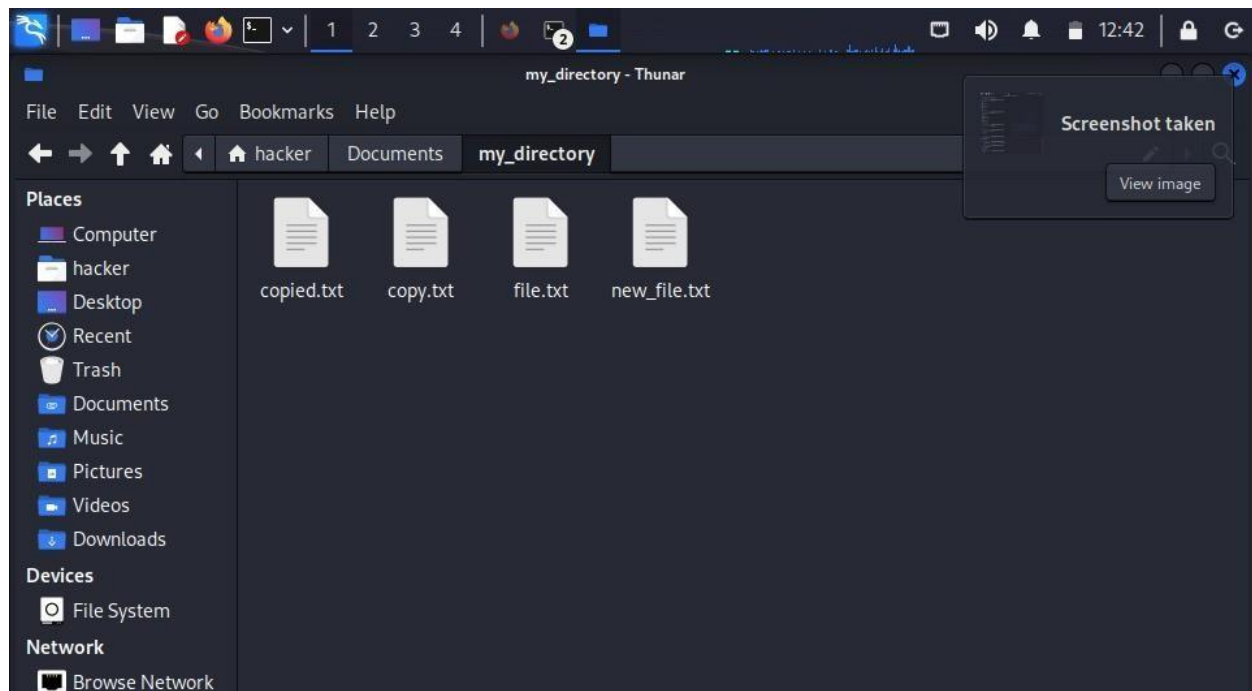 1 2 3 4 2 12:42
my_directory - Thunar
File Edit View Go Bookmarks Help
Screenshot taken
View image
hacker Documents my_directory
Places
Computer
hacker
Desktop
Recent
Trash
Documents
Music
Pictures
Videos
Downloads
Devices
File System
Network
Browse Network
copied.txt copy.txt file.txt new_file.txt